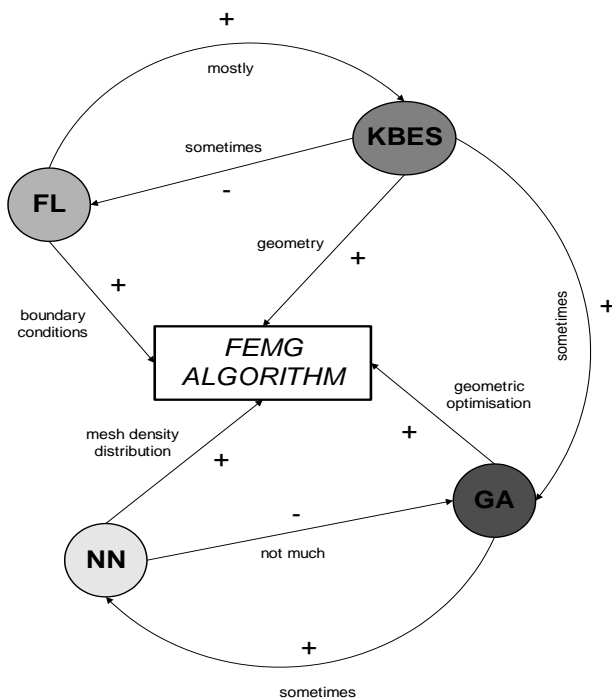 +
mostly
KBES
sometimes
-
FL
geometry
+
+
+
boundary
conditions
sometimes
FEMG
ALGORITHM
geometric
optimisation
mesh density
distribution
+
+
GA
-
NN
not much
+
sometimes